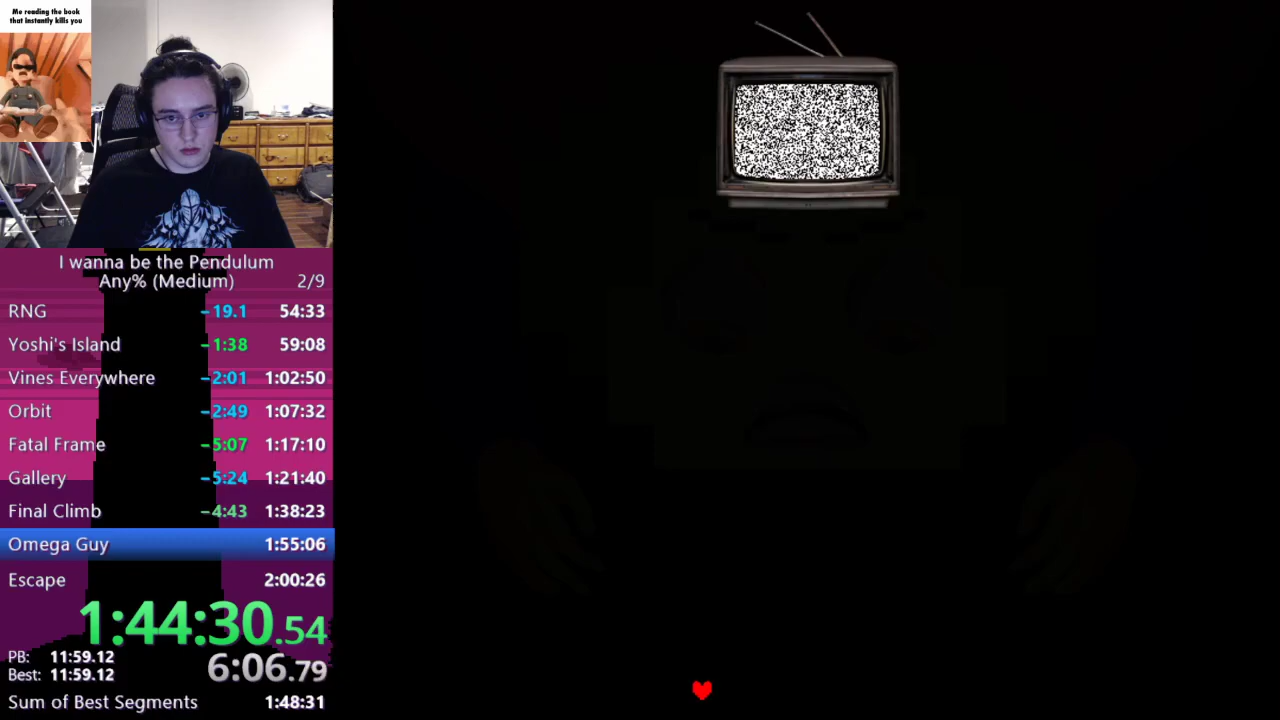 Me reading the book
that instantly kills you
I wanna be the Pendulum
Any% (Medium) 2/9
RNG -19.1 54:33
Yoshi's Island -1:38 59:08
Vines Everywhere -2:01 1:02:50
Orbit -2:49 1:07:32
Fatal Frame -5:07 1:17:10
Gallery -5:24 1:21:40
Final Climb -4:43 1:38:23
Omega Guy 1:55:06
Escape 2:00:26
1:44:30.54
PB: 11:59.12
Best: 11:59.12
6:06.79
Sum of Best Segments 1:48:31